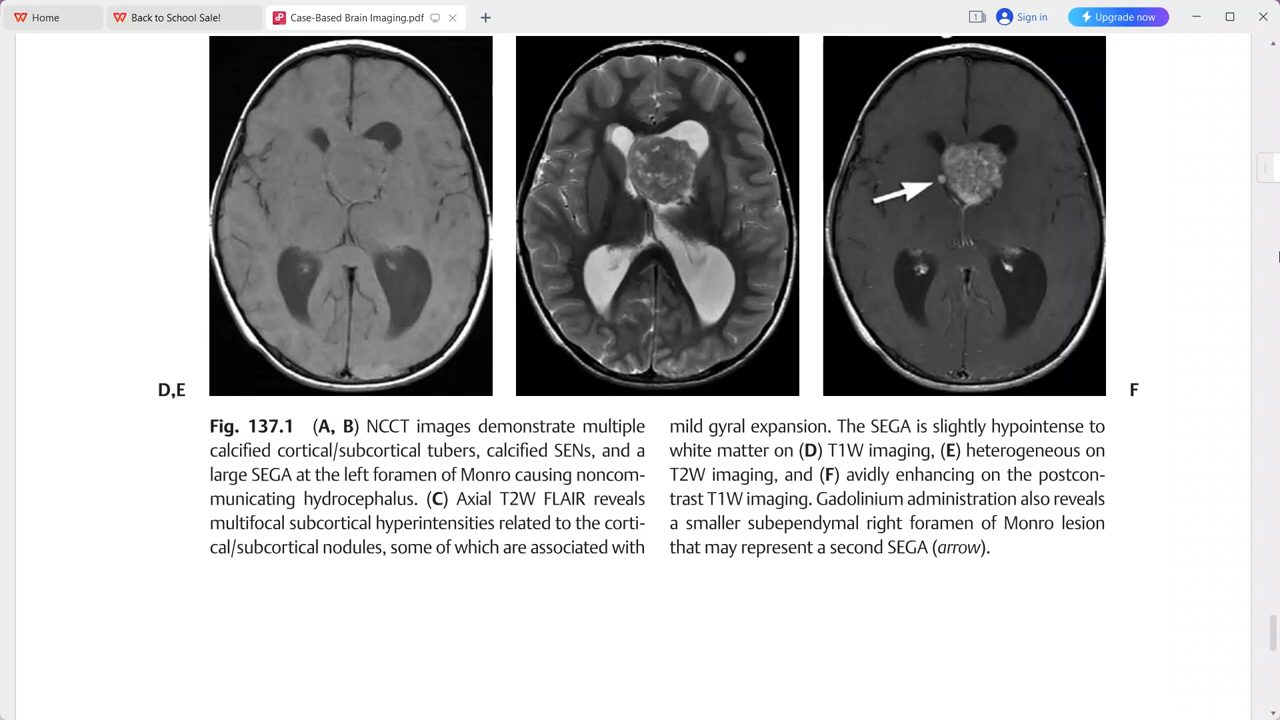 Home
Back to School Sale!
Case-Based Brain Imaging.pdf
1
Sign in
Upgrade now
D,E
F
Fig. 137.1 (A, B) NCCT images demonstrate multiple
calcified cortical/subcortical tubers, calcified SENs, and a
large SEGA at the left foramen of Monro causing noncom-
municating hydrocephalus. (C) Axial T2W FLAIR reveals
multifocal subcortical hyperintensities related to the corti-
cal/subcortical nodules, some of which are associated with
mild gyral expansion. The SEGA is slightly hypointense to
white matter on (D) T1W imaging, (E) heterogeneous on
T2W imaging, and (F) avidly enhancing on the postcon-
trast T1W imaging. Gadolinium administration also reveals
a smaller subependymal right foramen of Monro lesion
that may represent a second SEGA (arrow).